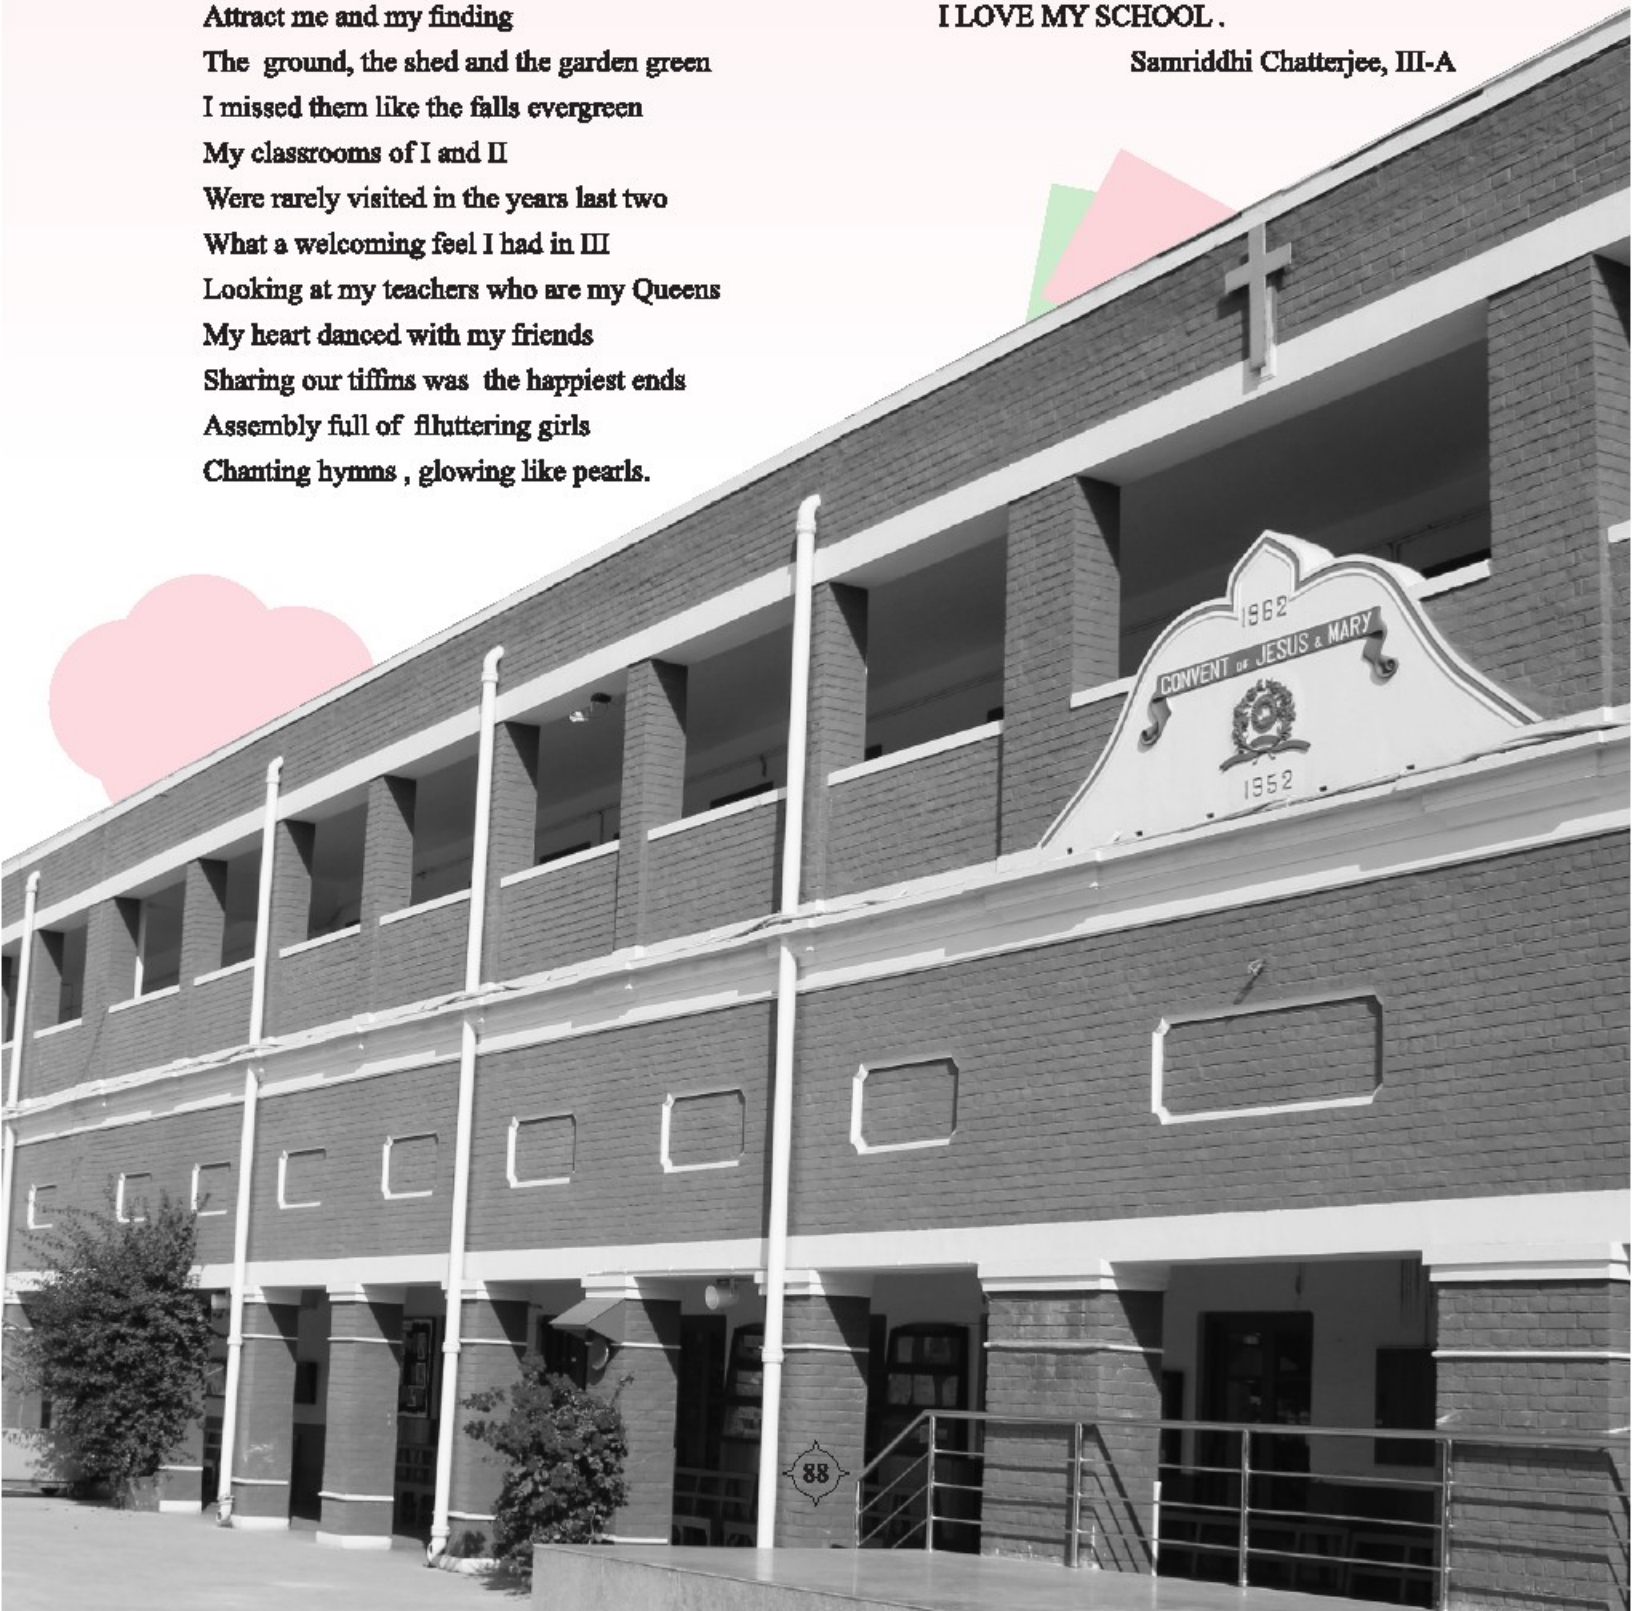 Attract me and my finding
The ground, the shed and the garden green
I missed them like the falls evergreen
My classrooms of I and II
Were rarely visited in the years last two
What a welcoming feel I had in III
Looking at my teachers who are my Queens
My heart danced with my friends
Sharing our tiffins was the happiest ends
Assembly full of flhuttering girls
Chanting hymns , glowing like pearls.
I LOVE MY SCHOOL .
Samriddhi Chatterjee, III-A
1962
CONVENT OF JESUS & MARY
1952
88